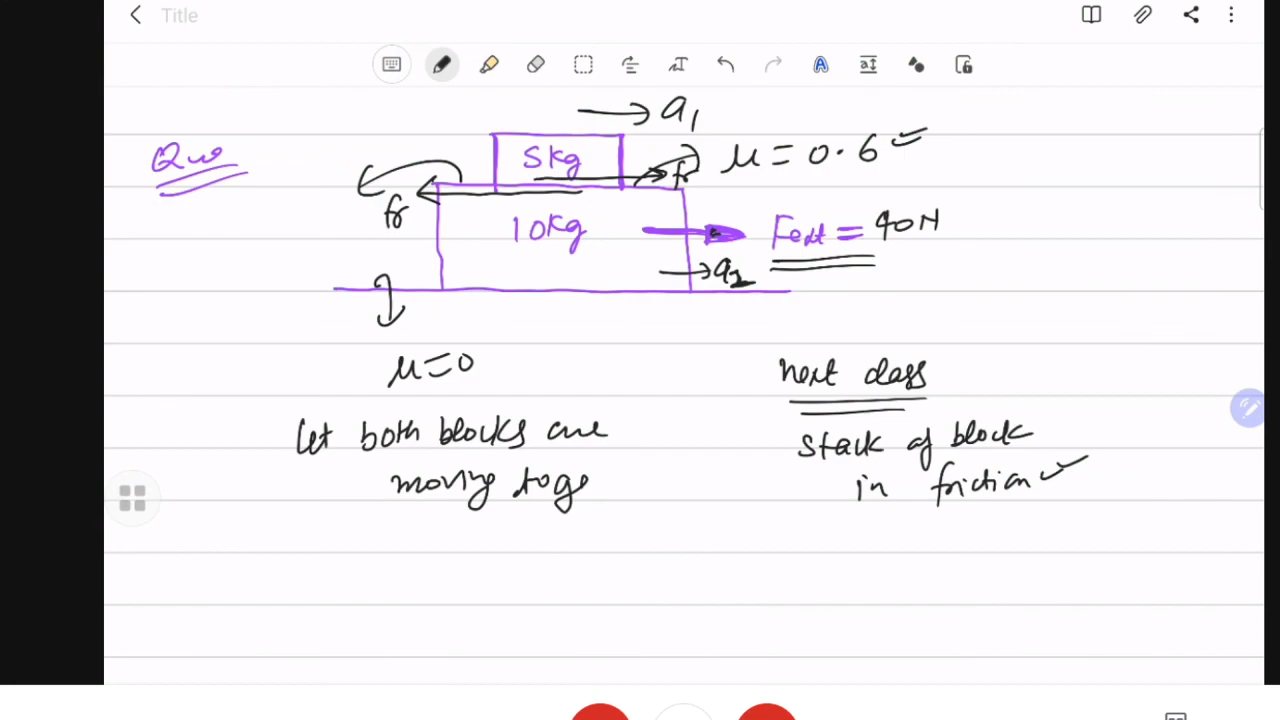 Title
→ a₁
Que
5kg
fr
μ = 0.6 ✓
fr
10kg
Fext = 40N
→ a₂
μ = 0
next class
let both blocks are
moving toge
stack of block
in friction ✓